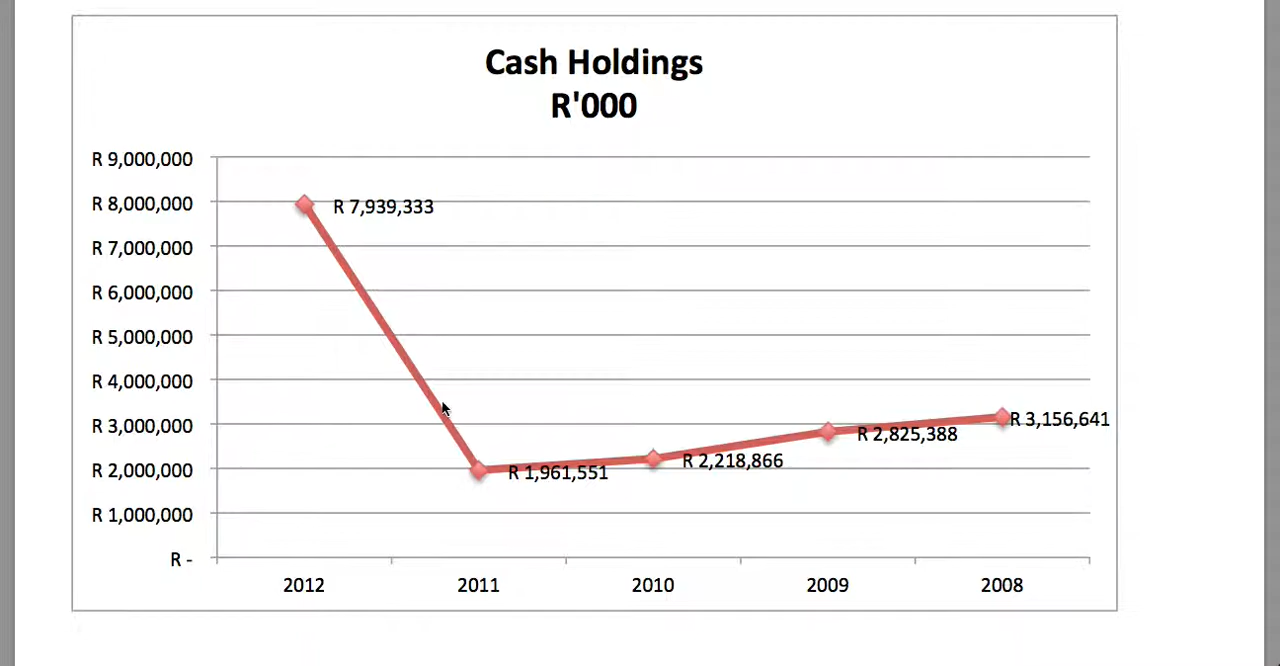 Cash Holdings
R'000
R 9,000,000
R 8,000,000
R 7,939,333
R 7,000,000
R 6,000,000
R 5,000,000
R 4,000,000
R 3,000,000
R 3,156,641
R 2,825,388
R 2,000,000
R 1,961,551
R 2,218,866
R 1,000,000
R -
2012 2011 2010 2009 2008